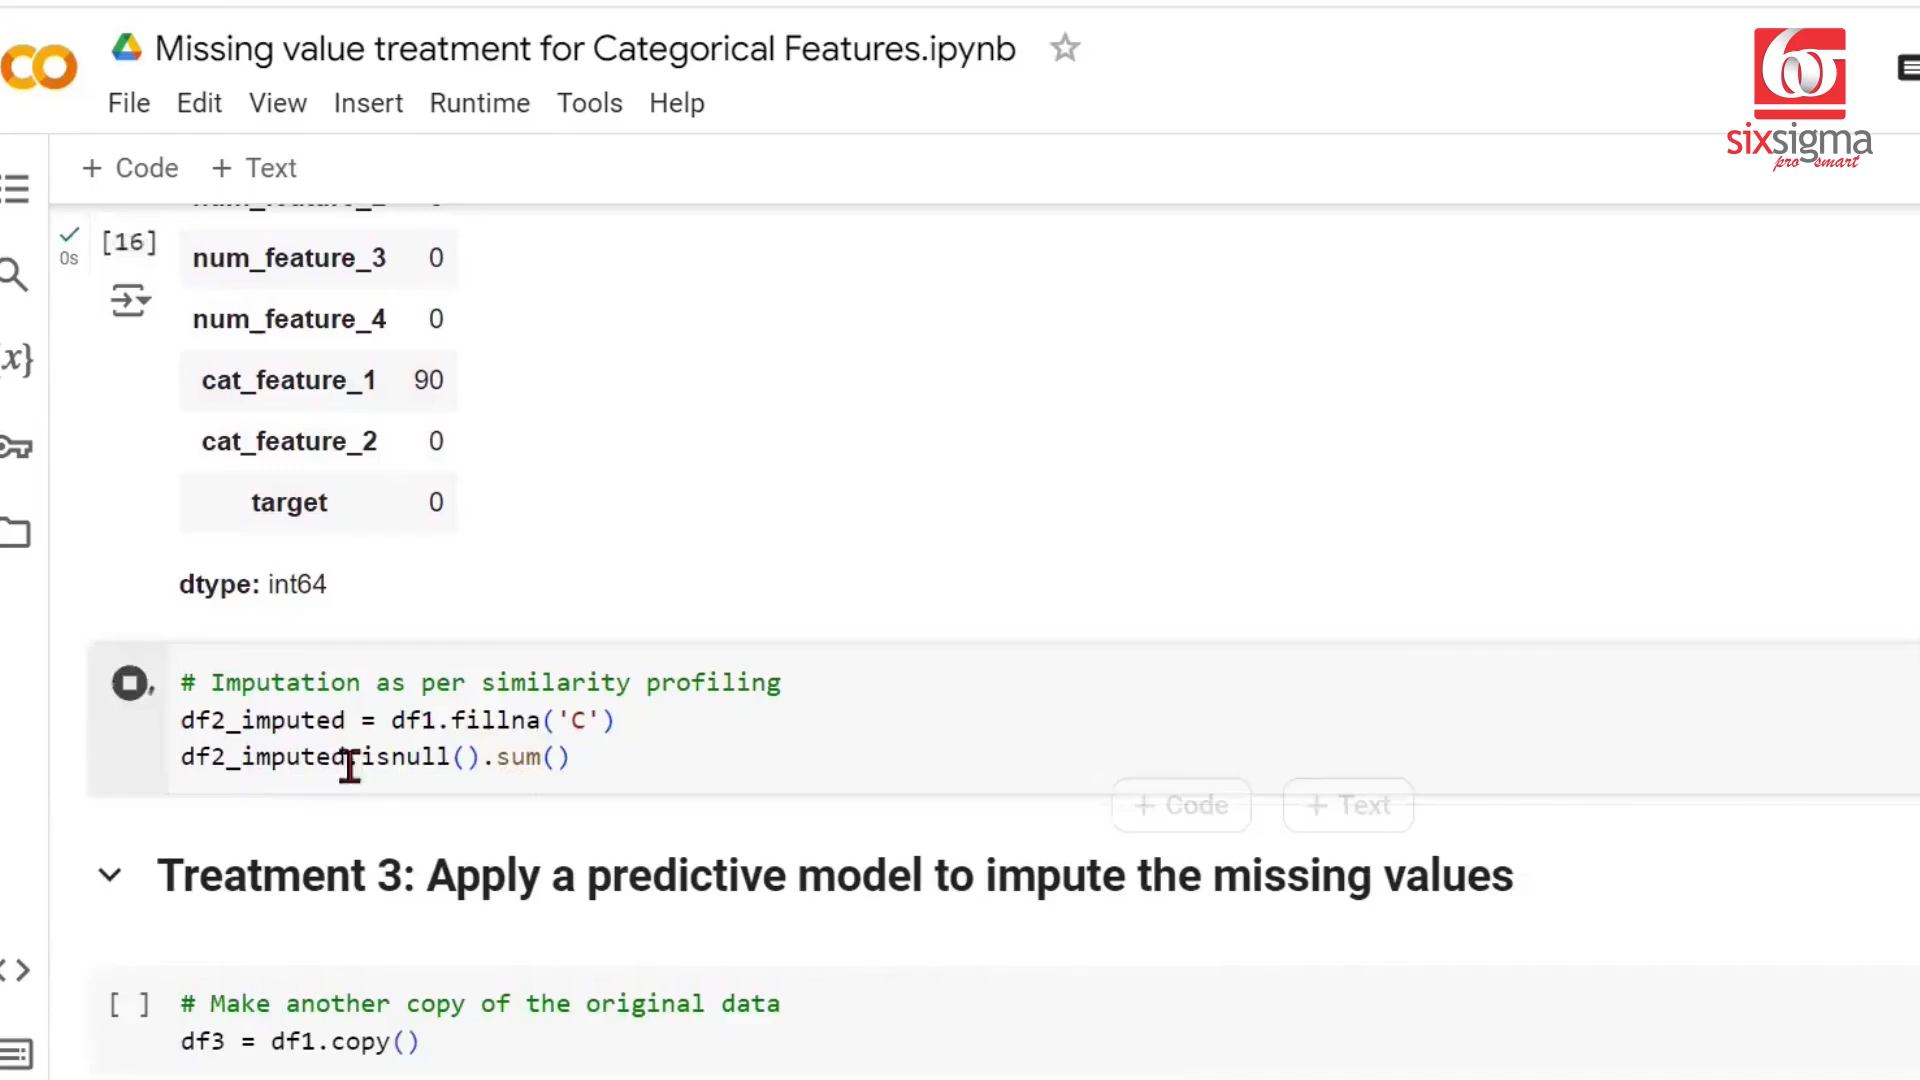 Missing value treatment for Categorical Features.ipynb
File Edit View Insert Runtime Tools Help
sixsigma
pro smart
+ Code + Text
0s
[16]
num_feature_3 0
num_feature_4 0
cat_feature_1 90
cat_feature_2 0
target 0
dtype: int64
# Imputation as per similarity profiling
df2_imputed = df1.fillna('C')
df2_imputed.isnull().sum()
+ Code + Text
Treatment 3: Apply a predictive model to impute the missing values
[ ] # Make another copy of the original data
df3 = df1.copy()